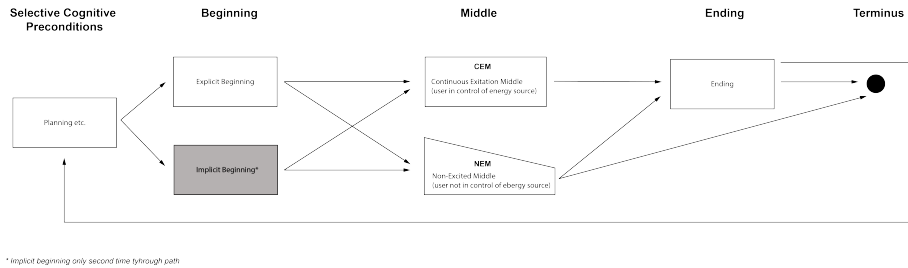 Selective Cognitive
Preconditions
Beginning
Middle
Ending
Terminus
Planning etc.
Explicit Beginning
Implicit Beginning*
CEM
Continuous Exitation Middle
(user in control of energy source)
NEM
Non-Excited Middle
(user not in control of ebergy source)
Ending
* Implicit beginning only second time tyhrough path